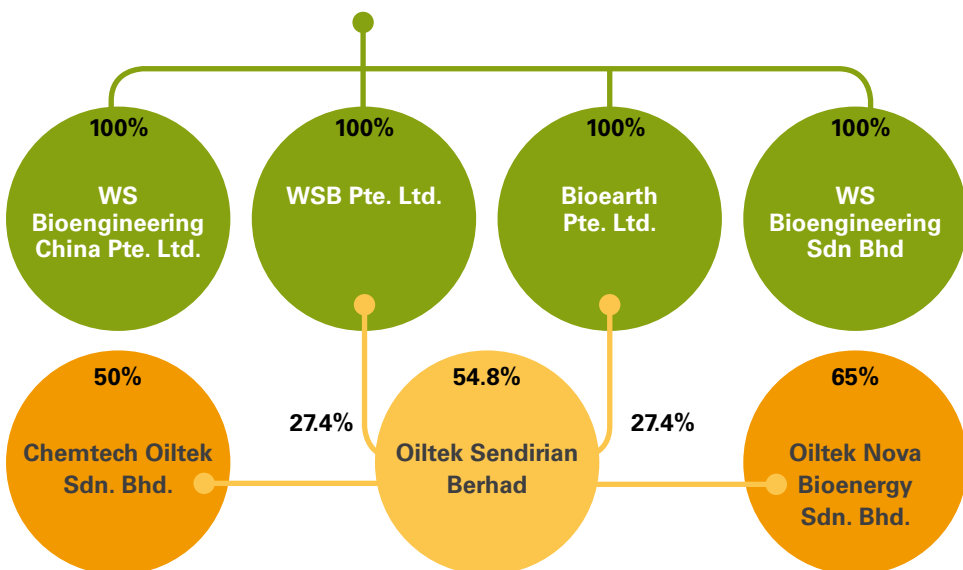 100%
WS
Bioengineering
China Pte. Ltd.
100%
WSB Pte. Ltd.
100%
Bioearth
Pte. Ltd.
100%
WS
Bioengineering
Sdn Bhd
50%
Chemtech Oiltek
Sdn. Bhd.
27.4%
54.8%
Oiltek Sendirian
Berhad
27.4%
65%
Oiltek Nova
Bioenergy
Sdn. Bhd.